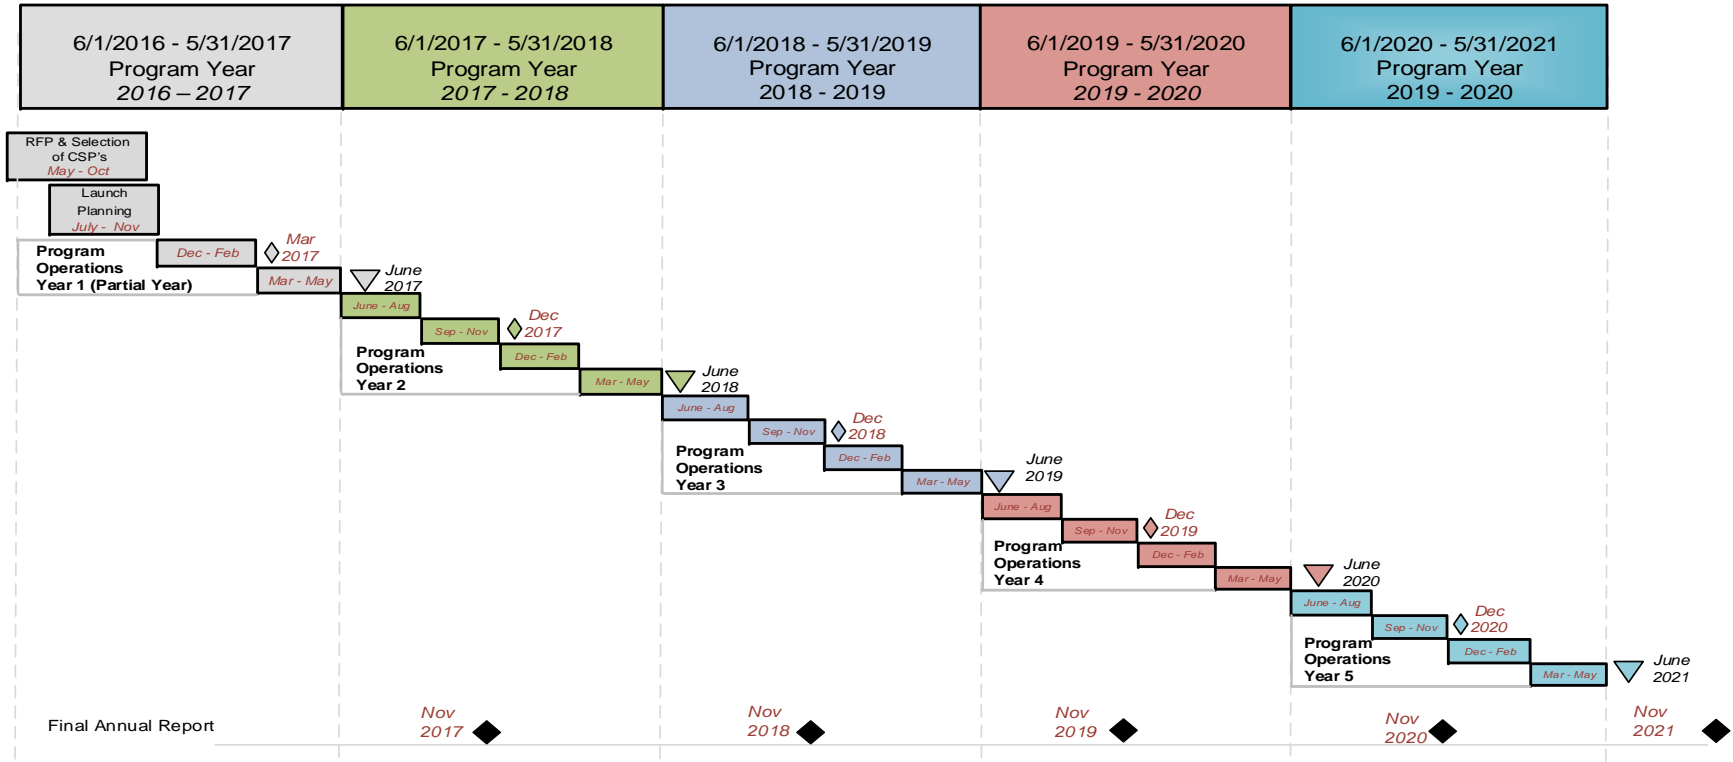 6/1/2016 - 5/31/2017
Program Year
2016 – 2017
6/1/2017 - 5/31/2018
Program Year
2017 - 2018
6/1/2018 - 5/31/2019
Program Year
2018 - 2019
6/1/2019 - 5/31/2020
Program Year
2019 - 2020
6/1/2020 - 5/31/2021
Program Year
2019 - 2020
RFP & Selection
of CSP's
May - Oct
Launch
Planning
July - Nov
Program
Operations
Year 1 (Partial Year)
Dec - Feb
Mar
2017
Mar - May
June
2017
June - Aug
Sep - Nov
Dec
2017
Program
Operations
Year 2
Dec - Feb
Mar - May
June
2018
June - Aug
Sep - Nov
Dec
2018
Program
Operations
Year 3
Dec - Feb
Mar - May
June
2019
June - Aug
Sep - Nov
Dec
2019
Program
Operations
Year 4
Dec - Feb
Mar - May
June
2020
June - Aug
Sep - Nov
Dec
2020
Program
Operations
Year 5
Dec - Feb
Mar - May
June
2021
Final Annual Report
Nov
2017
Nov
2018
Nov
2019
Nov
2020
Nov
2021